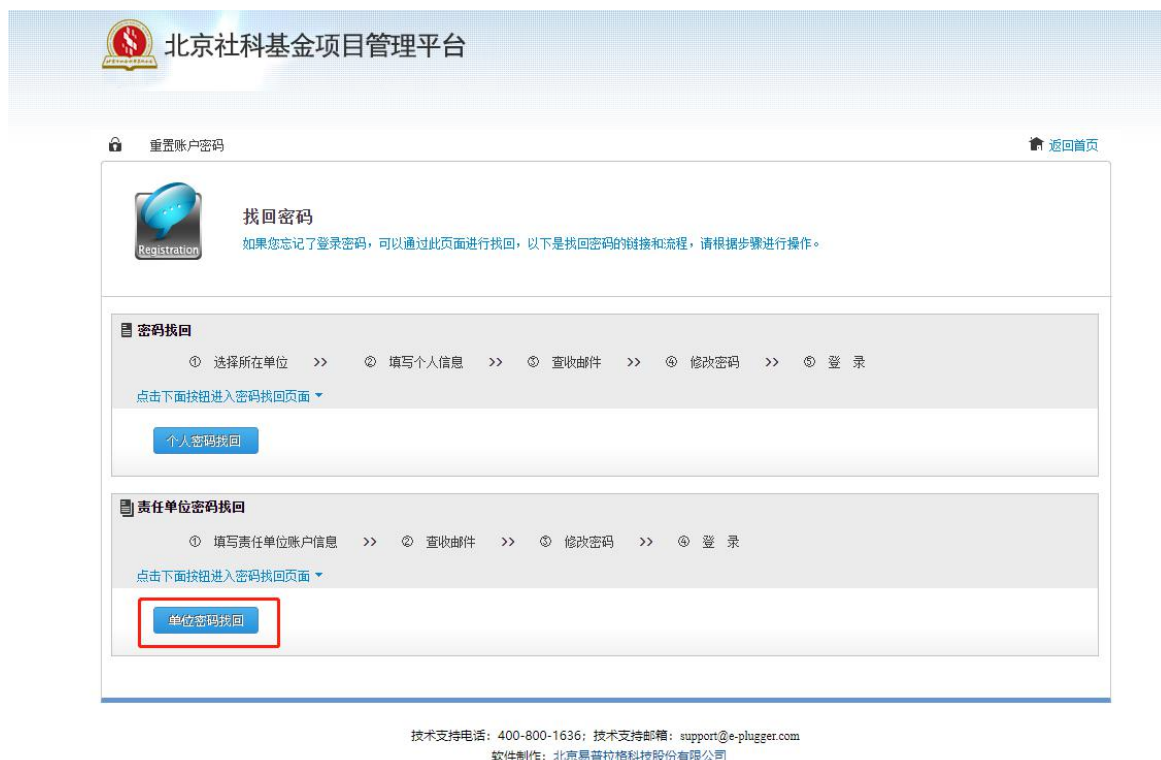 北京社科基金项目管理平台
重置账户密码 返回首页
找回密码
如果您忘记了登录密码，可以通过此页面进行找回，以下是找回密码的链接和流程，请根据步骤进行操作。
Registration
密码找回
① 选择所在单位 >> ② 填写个人信息 >> ③ 查收邮件 >> ④ 修改密码 >> ⑤ 登 录
点击下面按钮进入密码找回页面
个人密码找回
责任单位密码找回
① 填写责任单位账户信息 >> ② 查收邮件 >> ③ 修改密码 >> ④ 登 录
点击下面按钮进入密码找回页面
单位密码找回
技术支持电话：400-800-1636；技术支持邮箱：support@e-plugger.com
软件制作：北京易普拉格科技股份有限公司